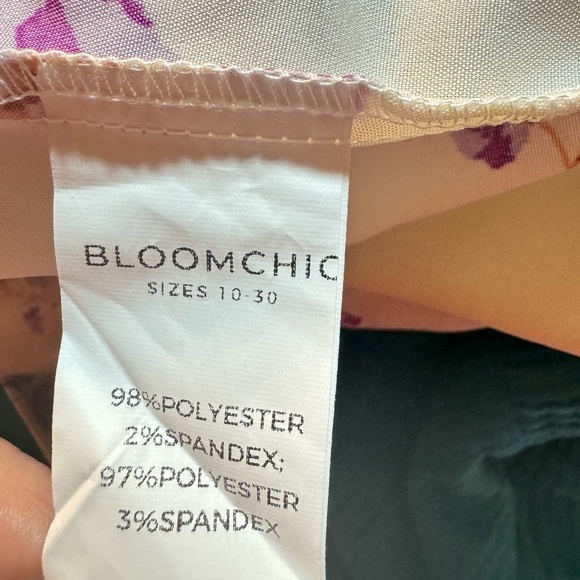 BLOOMCHIC
SIZES 10-30
98%POLYESTER
2%SPANDEX;
97%POLYESTER
3%SPANDEX